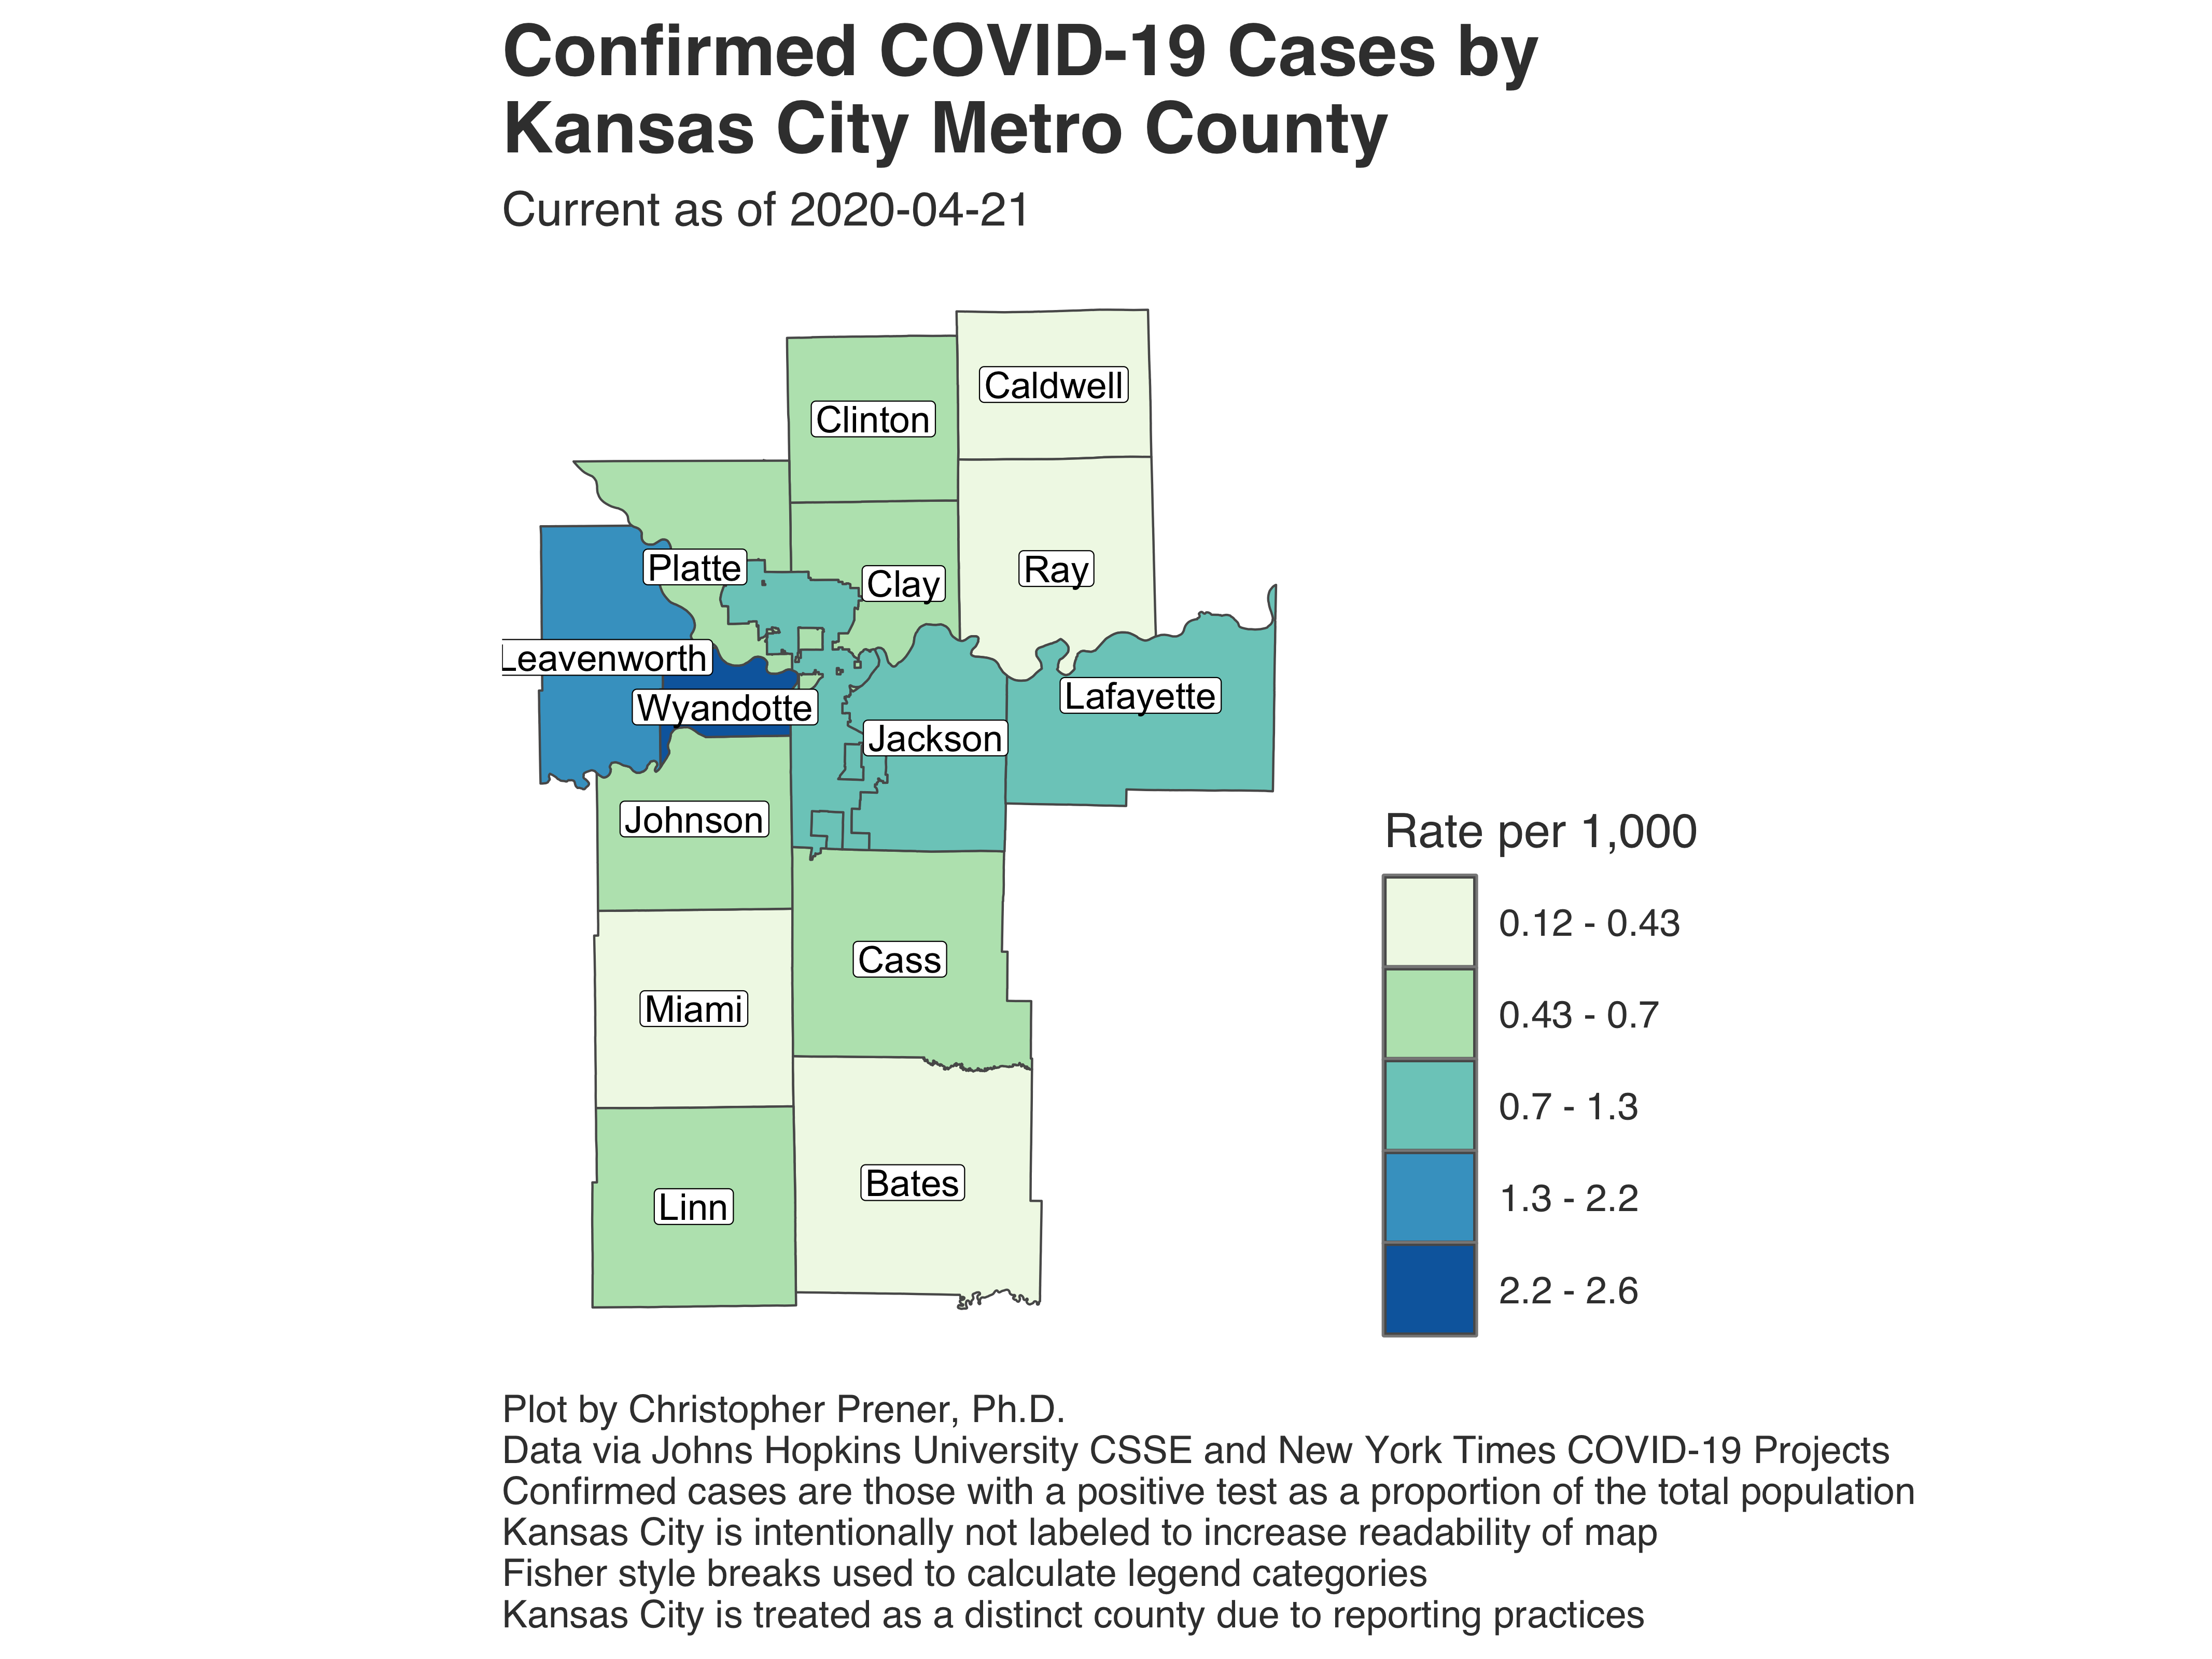 Confirmed COVID-19 Cases by
Kansas City Metro County
Current as of 2020-04-21
Caldwell
Clinton
Platte
Clay
Ray
Leavenworth
Wyandotte
Lafayette
Jackson
Johnson
Cass
Miami
Bates
Linn
Rate per 1,000
0.12 - 0.43
0.43 - 0.7
0.7 - 1.3
1.3 - 2.2
2.2 - 2.6
Plot by Christopher Prener, Ph.D.
Data via Johns Hopkins University CSSE and New York Times COVID-19 Projects
Confirmed cases are those with a positive test as a proportion of the total population
Kansas City is intentionally not labeled to increase readability of map
Fisher style breaks used to calculate legend categories
Kansas City is treated as a distinct county due to reporting practices